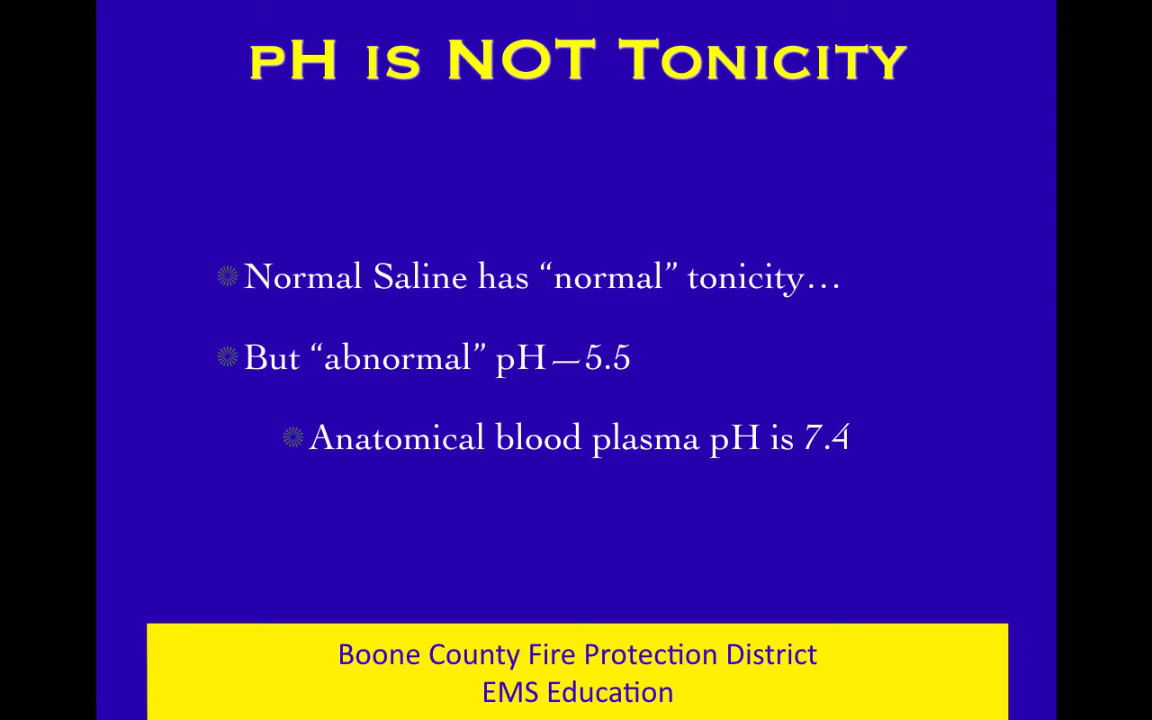 pH is NOT Tonicity
Normal Saline has “normal” tonicity…
But “abnormal” pH—5.5
Anatomical blood plasma pH is 7.4
Boone County Fire Protection District
EMS Education